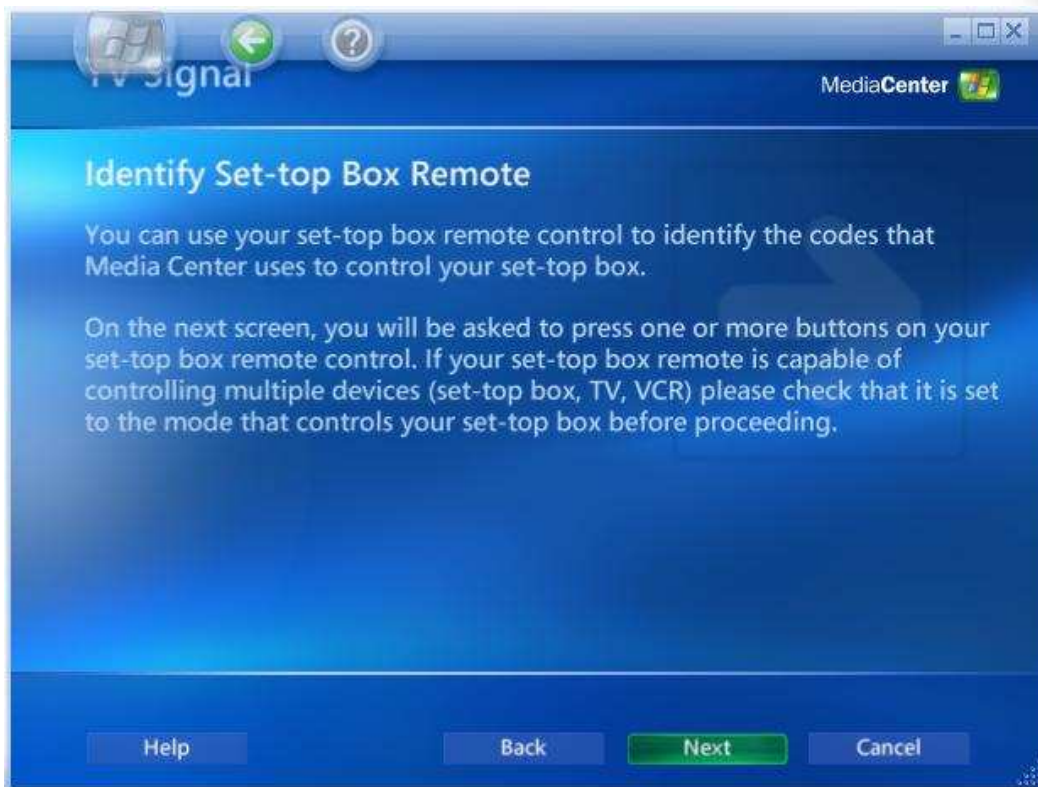 TV Signal
MediaCenter
Identify Set-top Box Remote
You can use your set-top box remote control to identify the codes that
Media Center uses to control your set-top box.
On the next screen, you will be asked to press one or more buttons on your
set-top box remote control. If your set-top box remote is capable of
controlling multiple devices (set-top box, TV, VCR) please check that it is set
to the mode that controls your set-top box before proceeding.
Help Back Next Cancel